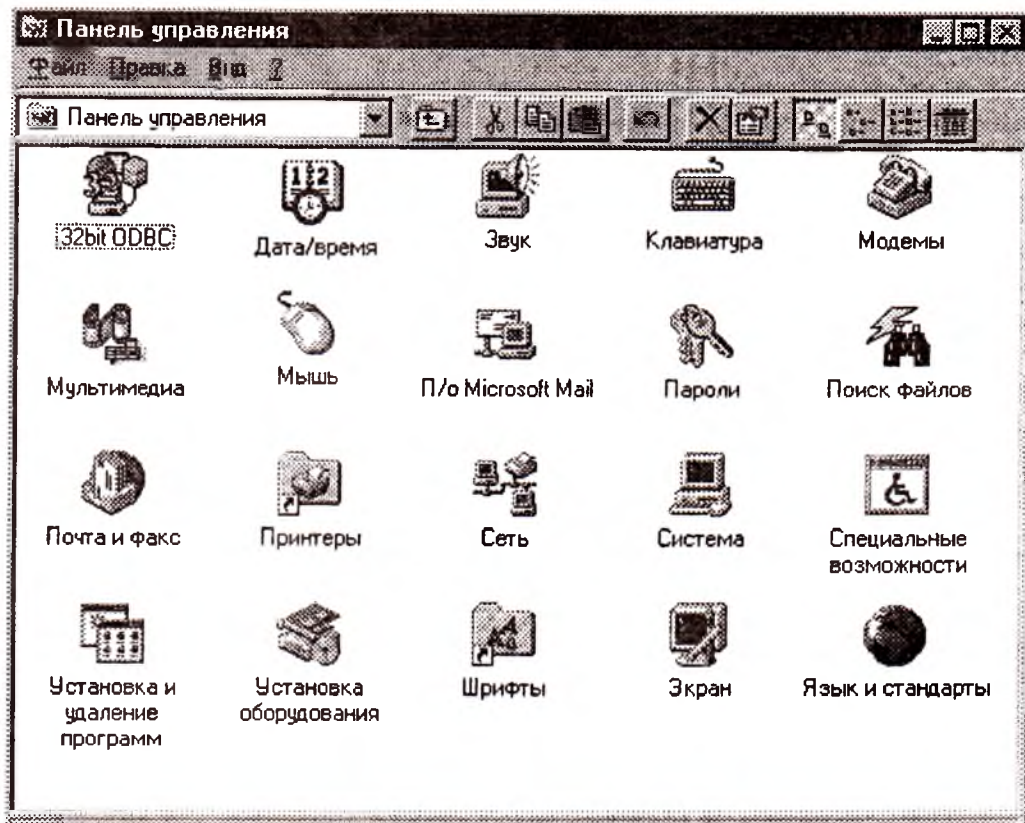 Панель управления
Файл Правка Вид ?
Панель управления
32bit ODBC
Дата/время
Звук
Клавиатура
Модемы
Мультимедиа
Мышь
П/о Microsoft Mail
Пароли
Поиск файлов
Почта и факс
Принтеры
Сеть
Система
Специальные
возможности
Установка и
удаление
программ
Установка
оборудования
Шрифты
Экран
Язык и стандарты